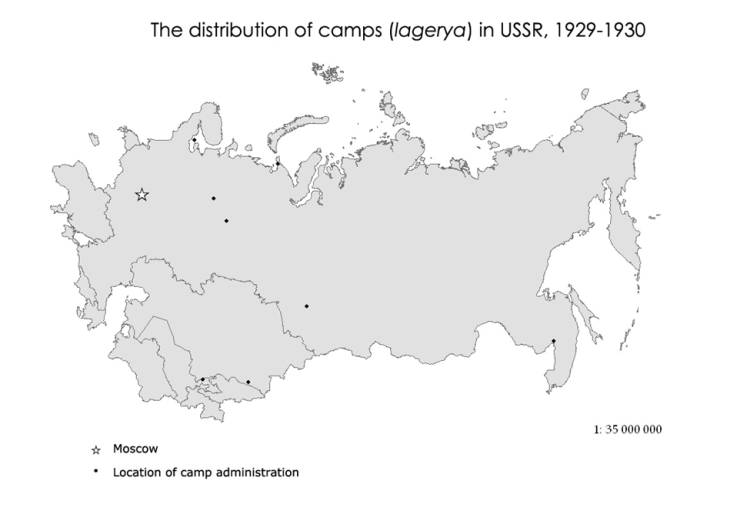 The distribution of camps (lagerya) in USSR, 1929-1930
1: 35 000 000
Moscow
Location of camp administration